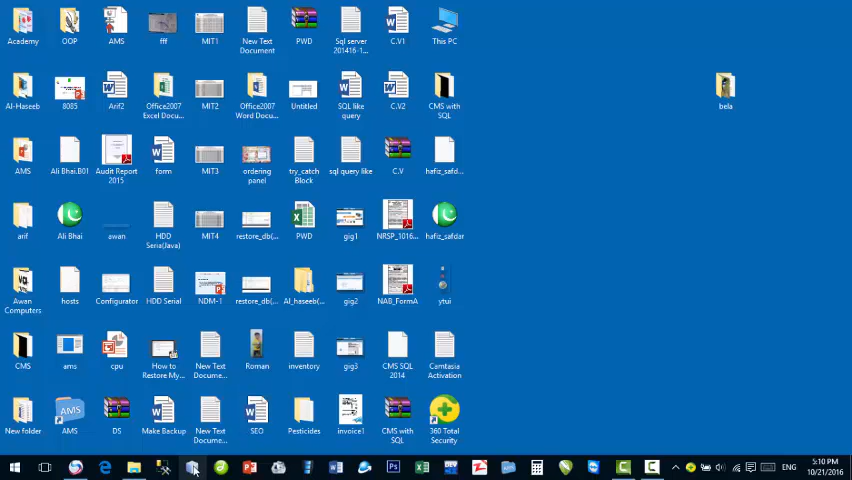 Academy
OOP
AMS
fff
MIT1
New Text
Document
PWD
Sql server
201416-1...
C.V1
This PC
Al-Haseeb
8085
Arif2
Office2007
Excel Docu...
MIT2
Office2007
Word Docu...
Untitled
SQL like
query
C.V2
CMS with
SQL
bela
AMS
Ali Bhai.B01
Audit Report
2015
form
MIT3
ordering
panel
try_catch
Block
sql query like
C.V
hafiz_safd...
arif
Ali Bhai
awan
HDD
Seria(Java)
MIT4
restore_db(...
PWD
gig1
NRSP_1016...
hafiz_safdar
Awan
Computers
hosts
Configurator
HDD Serial
NDM-1
restore_db(...
Al_haseeb(...
gig2
NAB_FormA
ytui
CMS
ams
cpu
How to
Restore My...
New Text
Docume...
Roman
inventory
gig3
CMS SQL
2014
Camtasia
Activation
New folder
AMS
DS
Make Backup
New Text
Docume...
SEO
Pesticides
invoice1
CMS with
SQL
360 Total
Security
ENG
5:10 PM
10/21/2016